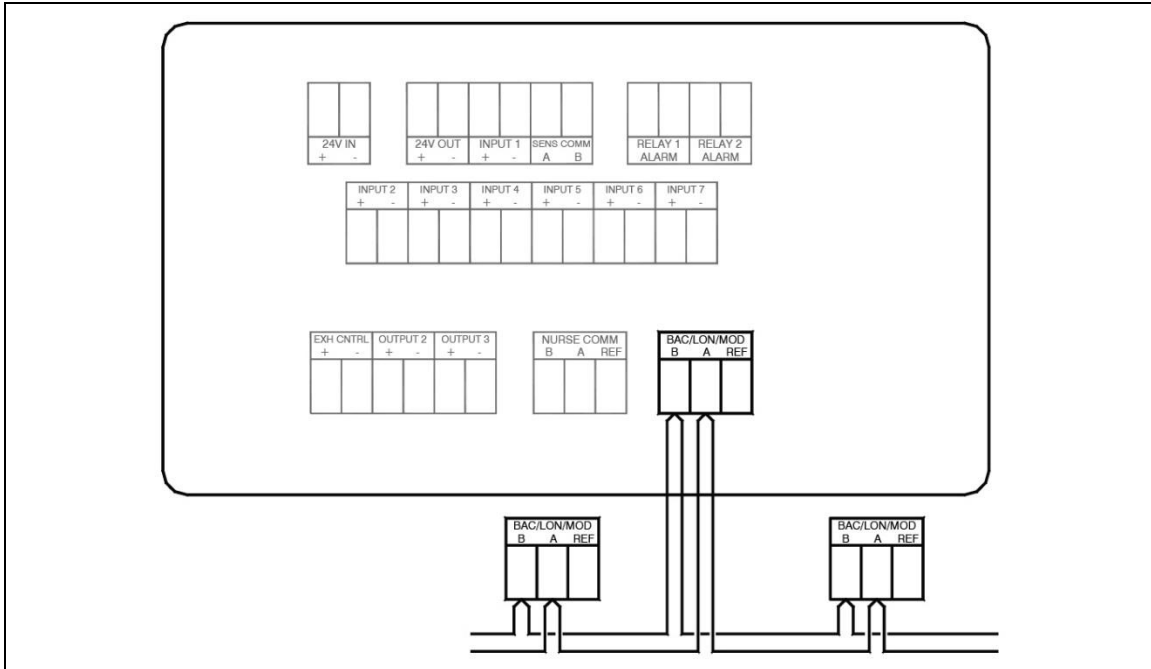 24V IN
+ -
24V OUT INPUT 1 SENS COMM
+ - + - A B
RELAY 1 RELAY 2
ALARM ALARM
INPUT 2 INPUT 3 INPUT 4 INPUT 5 INPUT 6 INPUT 7
+ - + - + - + - + - + -
EXH CNTRL OUTPUT 2 OUTPUT 3
+ - + - + -
NURSE COMM
B A REF
BAC/LON/MOD
B A REF
BAC/LON/MOD
B A REF
BAC/LON/MOD
B A REF